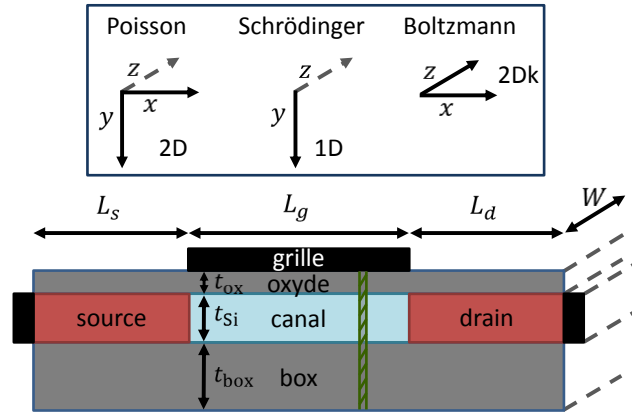 Poisson Schrödinger Boltzmann
z x y 2D
z y 1D
z x 2Dk
L_s L_g L_d W
grille
t_ox oxyde
source t_Si canal drain
t_box box